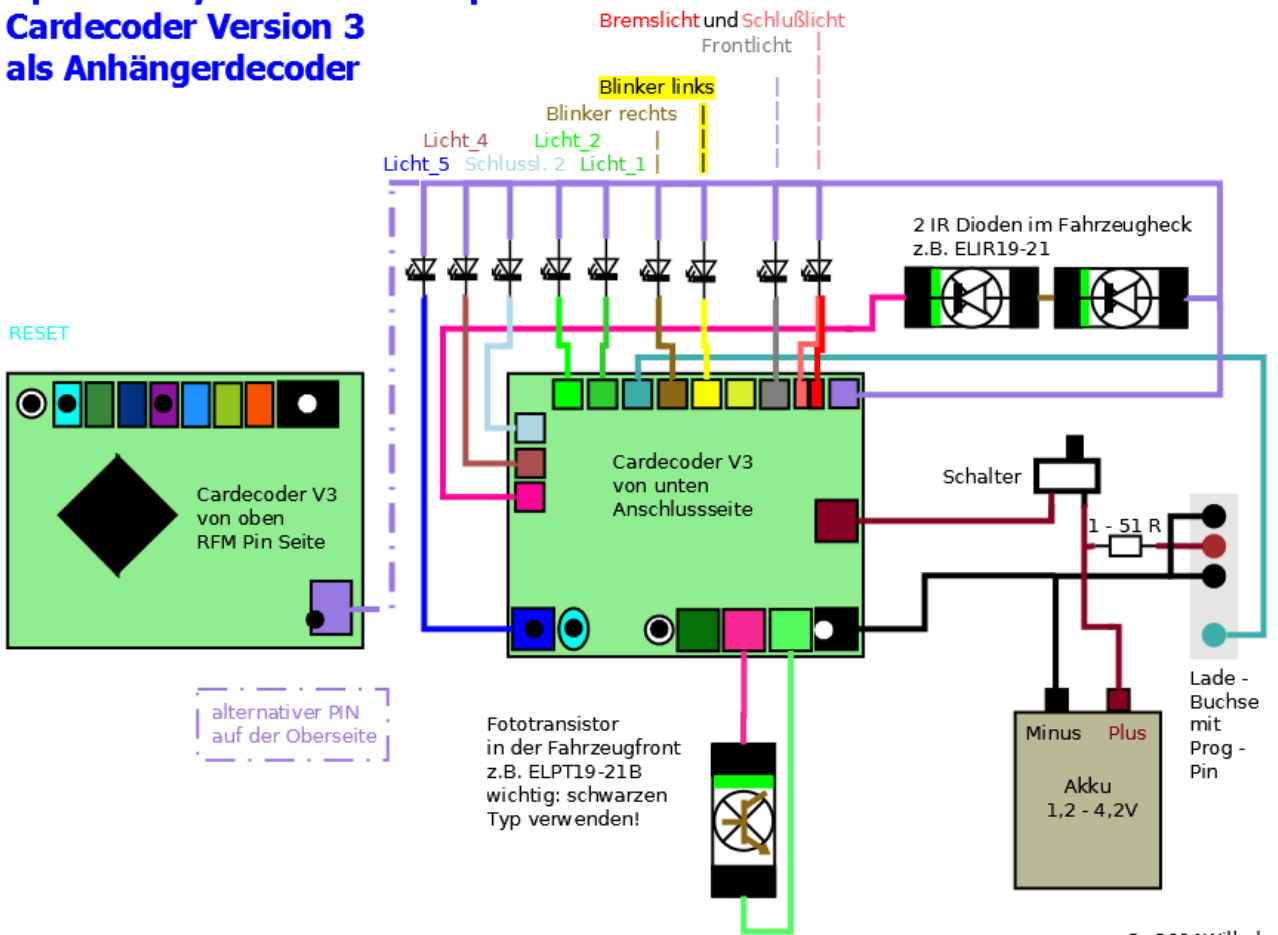 Cardecoder Version 3
als Anhängerdecoder
Bremslicht und Schlußlicht
Frontlicht
Blinker links
Blinker rechts
Licht_4 Licht_2
Licht_5 Schlussl. 2 Licht_1
2 IR Dioden im Fahrzeugheck
z.B. ELIR19-21
RESET
Cardecoder V3
von oben
RFM Pin Seite
Cardecoder V3
von unten
Anschlussseite
Schalter
1 - 51 R
alternativer PIN
auf der Oberseite
Fototransistor
in der Fahrzeugfront
z.B. ELPT19-21B
wichtig: schwarzen
Typ verwenden!
Minus Plus
Akku
1,2 - 4,2V
Lade -
Buchse
mit
Prog -
Pin